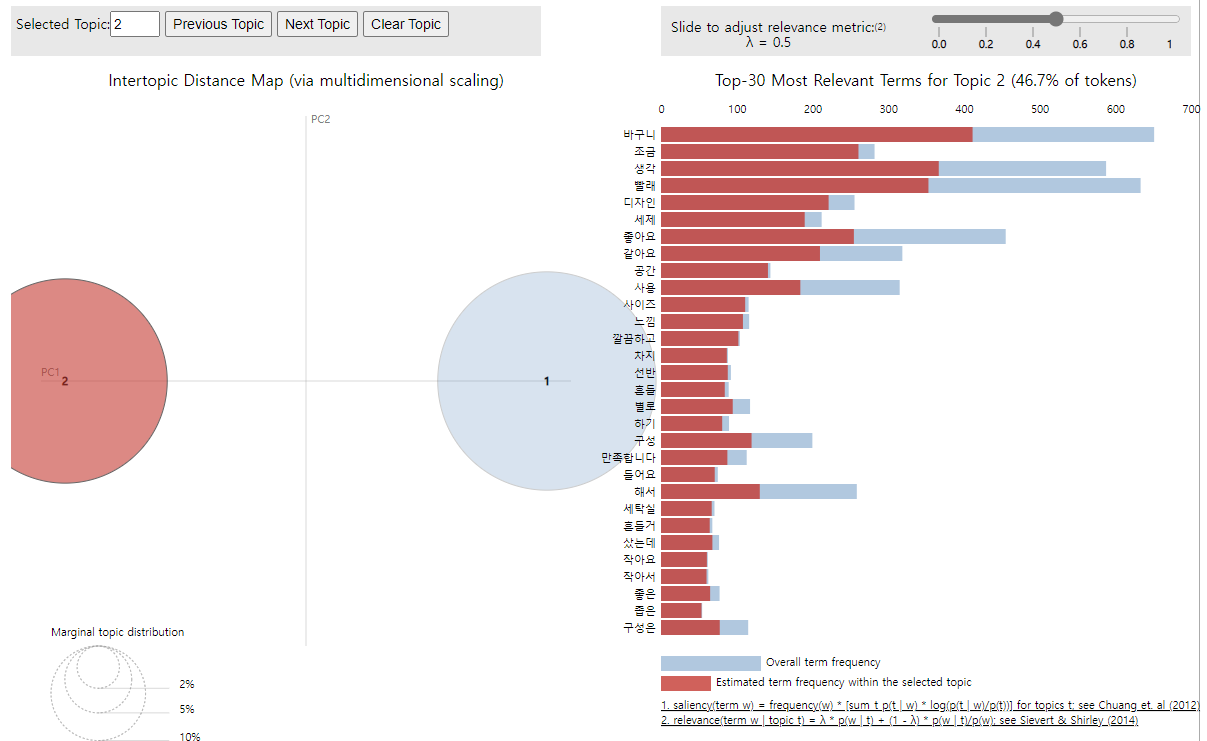 Selected Topic: 2 Previous Topic Next Topic Clear Topic
Slide to adjust relevance metric:(2)
λ = 0.5
0.0 0.2 0.4 0.6 0.8 1
Intertopic Distance Map (via multidimensional scaling)
PC2
PC1
2
1
Marginal topic distribution
2%
5%
10%
Top-30 Most Relevant Terms for Topic 2 (46.7% of tokens)
0 100 200 300 400 500 600 700
바구니
조금
생각
빨래
디자인
세제
좋아요
같아요
공간
사용
사이즈
느낌
깔끔하고
차지
선반
흔들
별로
하기
구성
만족합니다
들어요
해서
세탁실
흔들거
샀는데
작아요
작아서
좋은
좁은
구성은
Overall term frequency
Estimated term frequency within the selected topic
1. saliency(term w) = frequency(w) * [sum_t p(t | w) * log(p(t | w)/p(t))] for topics t; see Chuang et. al (2012)
2. relevance(term w | topic t) = λ * p(w | t) + (1 - λ) * p(w | t)/p(w); see Sievert & Shirley (2014)